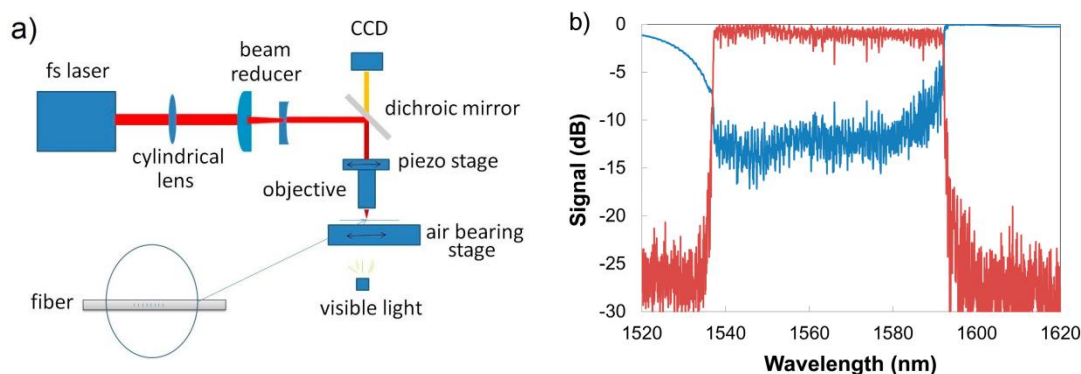 a)
CCD
fs laser
beam
reducer
dichroic mirror
cylindrical
lens
piezo stage
objective
air bearing
stage
fiber
visible light
b)
Signal (dB)
0
-5
-10
-15
-20
-25
-30
1520 1540 1560 1580 1600 1620
Wavelength (nm)